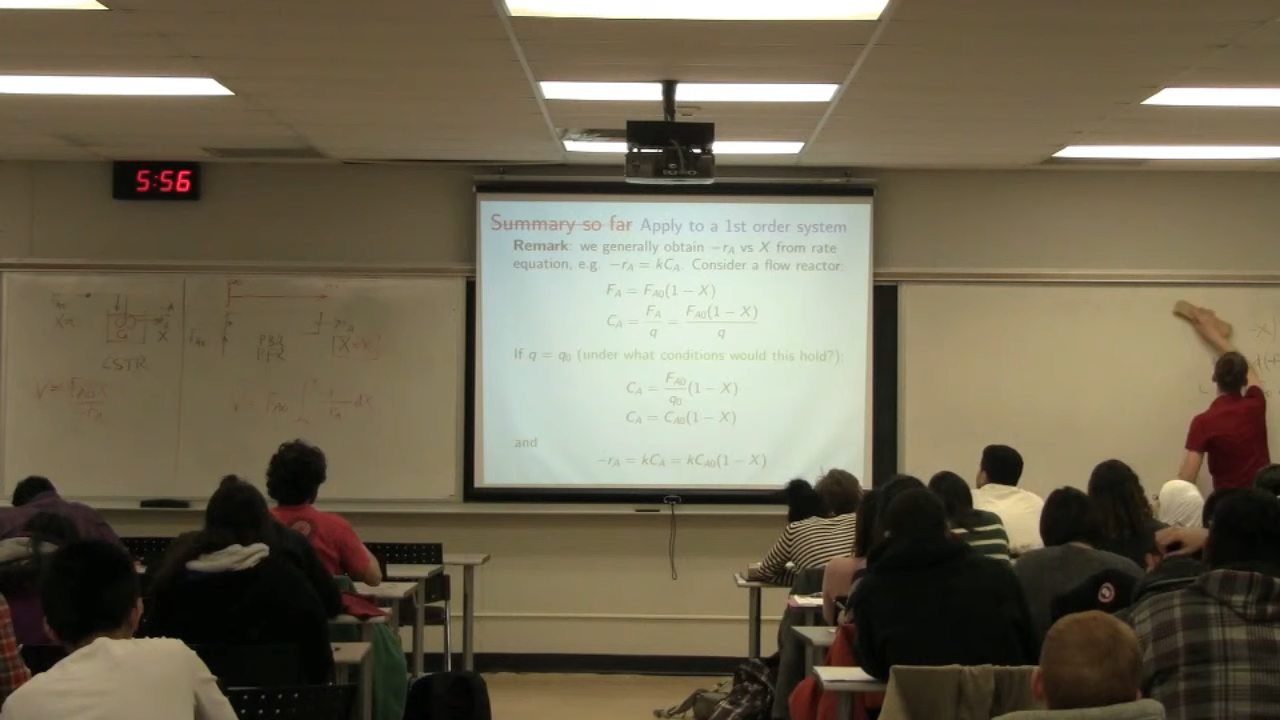 5:56
Summary so far Apply to a 1st order system
Remark: we generally obtain −r_A vs X from rate
equation, e.g. −r_A = kC_A. Consider a flow reactor:
F_A = F_A0(1 − X)
C_A = F_A/q = F_A0(1 − X)/q
If q = q_0 (under what conditions would this hold?):
C_A = F_A0/q_0 (1 − X)
C_A = C_A0(1 − X)
and
−r_A = kC_A = kC_A0(1 − X)
X
CSTR
PBR
PFR